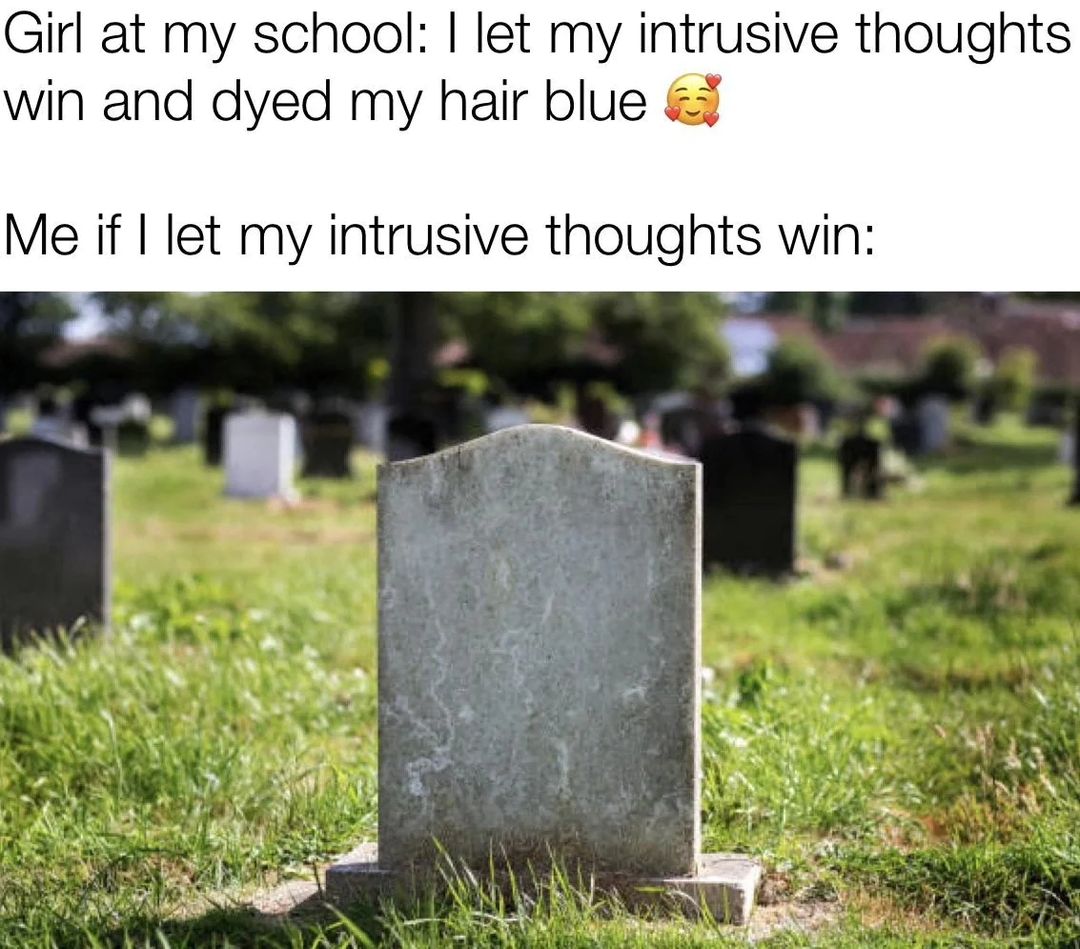 Girl at my school: I let my intrusive thoughts
win and dyed my hair blue 🥰
Me if I let my intrusive thoughts win: